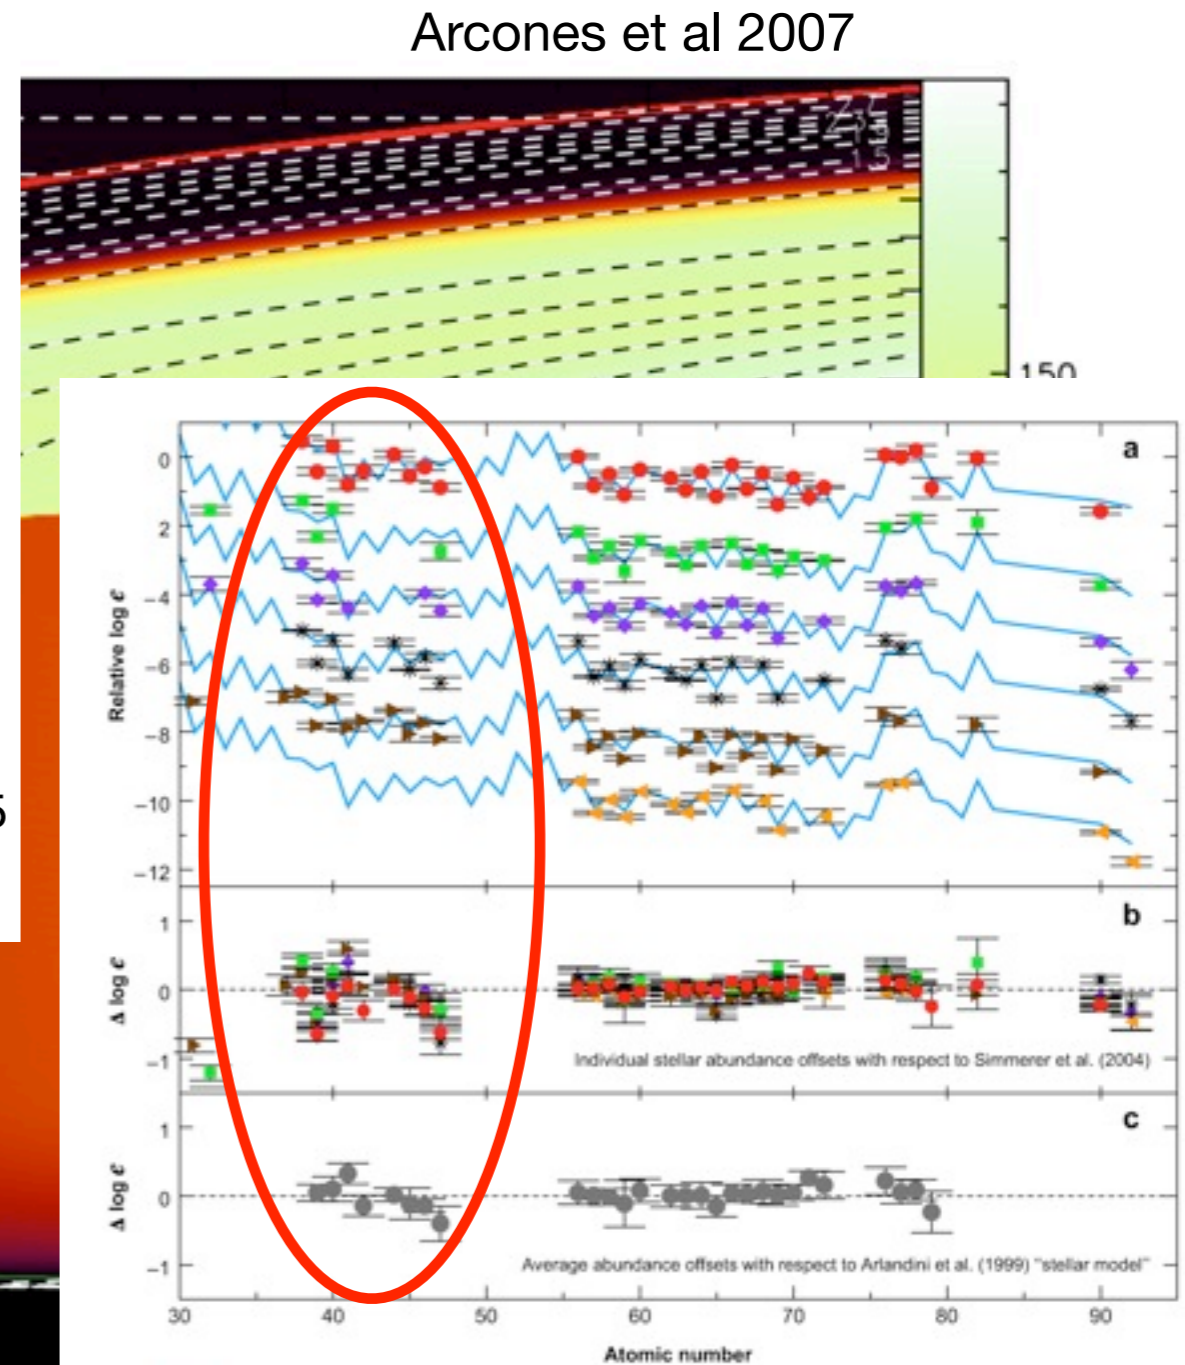 Arcones et al 2007
1.5
150
a
0
2
−4
−6
−8
−10
−12
Relative log ϵ
b
1
0
−1
Δ log ϵ
Individual stellar abundance offsets with respect to Simmerer et al. (2004)
c
1
0
−1
Δ log ϵ
Average abundance offsets with respect to Arlandini et al. (1999) "stellar model"
30 40 50 60 70 80 90
Atomic number